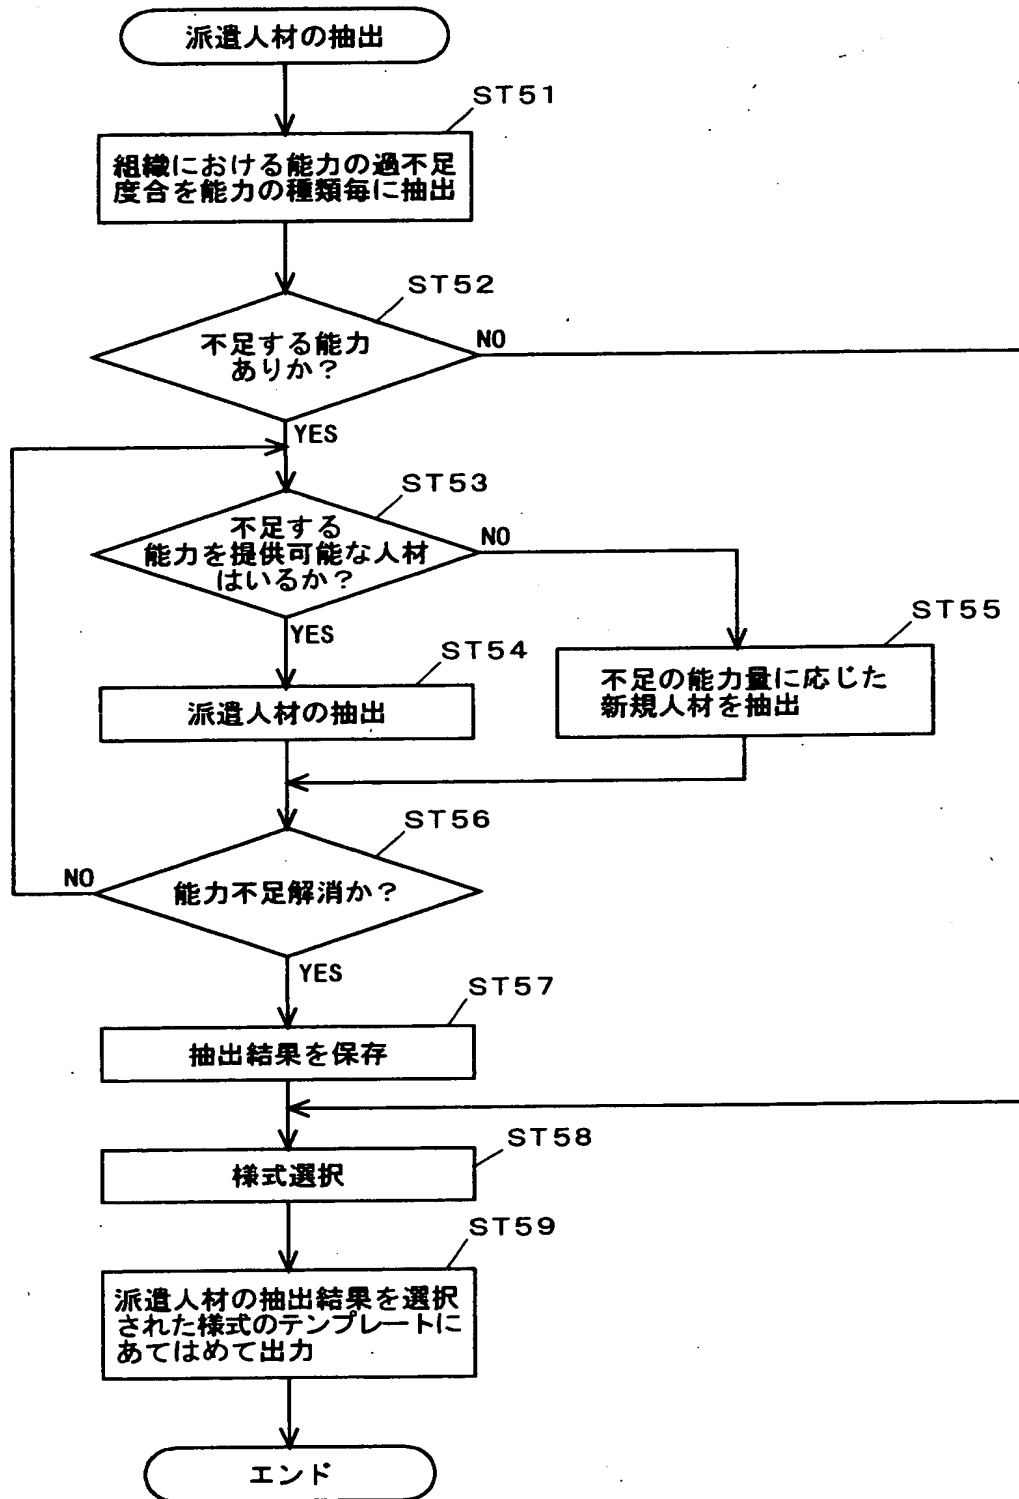 派遣人材の抽出
ST51
組織における能力の過不足
度合を能力の種類毎に抽出
ST52
不足する能力
ありか？
NO
YES
ST53
不足する
能力を提供可能な人材
はいるか？
NO
YES
ST54
派遣人材の抽出
ST55
不足の能力量に応じた
新規人材を抽出
ST56
能力不足解消か？
NO
YES
ST57
抽出結果を保存
ST58
様式選択
ST59
派遣人材の抽出結果を選択
された様式のテンプレートに
あてはめて出力
エンド